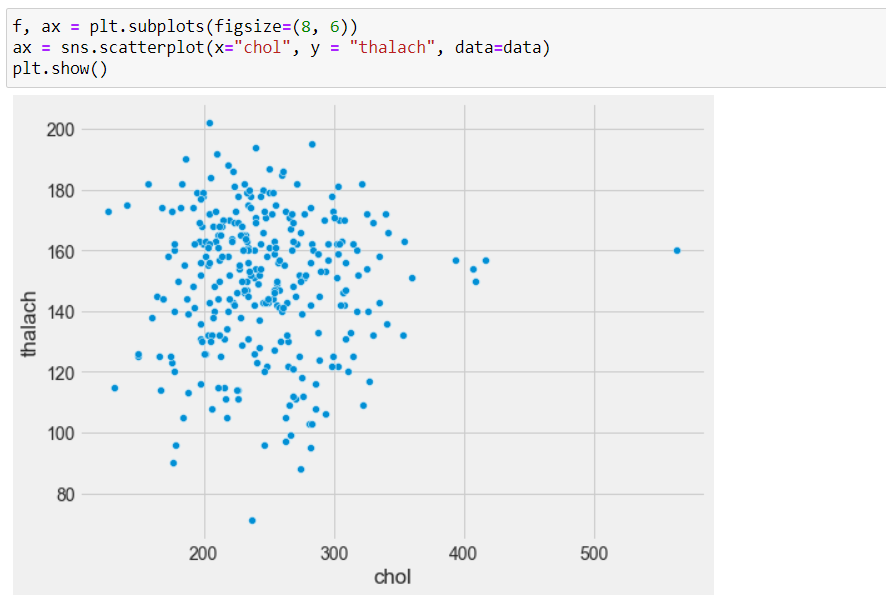 f, ax = plt.subplots(figsize=(8, 6))
ax = sns.scatterplot(x="chol", y = "thalach", data=data)
plt.show()
200
180
160
140
120
100
80
thalach
200 300 400 500
chol